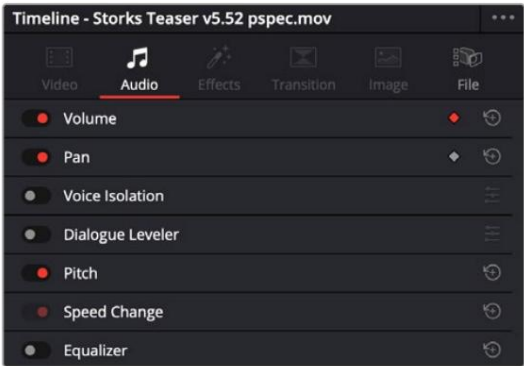 Timeline - Storks Teaser v5.52 pspec.mov
Video Audio Effects Transition Image File
Volume
Pan
Voice Isolation
Dialogue Leveler
Pitch
Speed Change
Equalizer